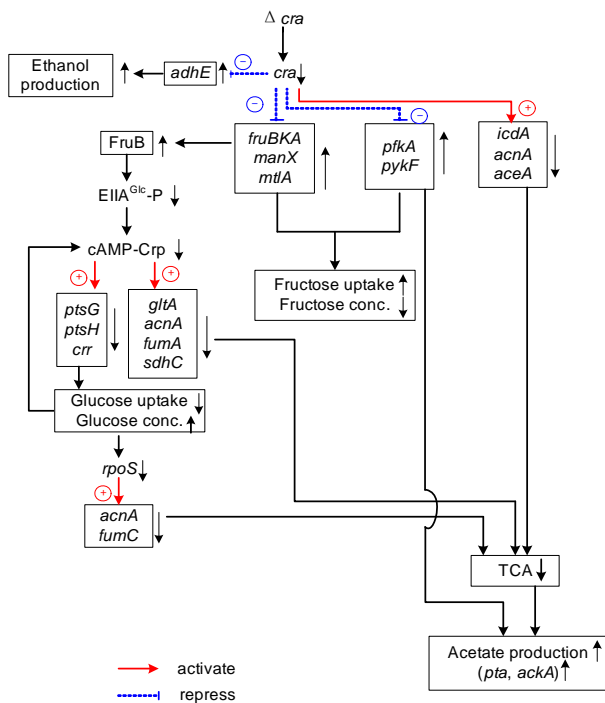 Δ cra
Ethanol
production
adhE
−
cra
−
−
+
FruB
fruBKA
manX
mtlA
pfkA
pykF
icdA
acnA
aceA
EIIAGlc-P
cAMP-Crp
+
+
ptsG
ptsH
crr
gltA
acnA
fumA
sdhC
Fructose uptake
Fructose conc.
Glucose uptake
Glucose conc.
rpoS
+
acnA
fumC
TCA
Acetate production
(pta, ackA)
activate
repress